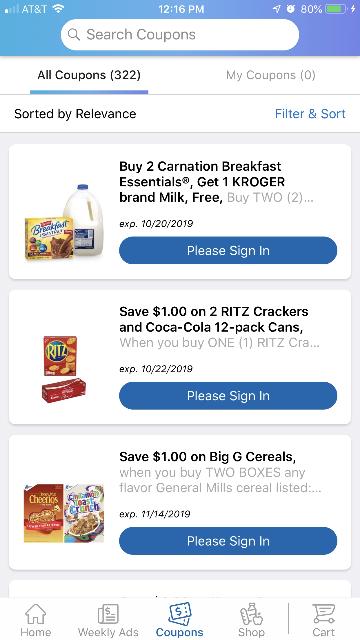 AT&T 12:16 PM 80%
Search Coupons
All Coupons (322) My Coupons (0)
Sorted by Relevance Filter & Sort
Buy 2 Carnation Breakfast
Essentials®, Get 1 KROGER
brand Milk, Free, Buy TWO (2)...
exp. 10/20/2019
Please Sign In
Breakfast
Save $1.00 on 2 RITZ Crackers
and Coca-Cola 12-pack Cans,
When you buy ONE (1) RITZ Cra...
exp. 10/22/2019
Please Sign In
RITZ
Save $1.00 on Big G Cereals,
when you buy TWO BOXES any
flavor General Mills cereal listed:...
exp. 11/14/2019
Please Sign In
Cheerios
Cinnamon
Toast
Crunch
Home Weekly Ads Coupons Shop Cart